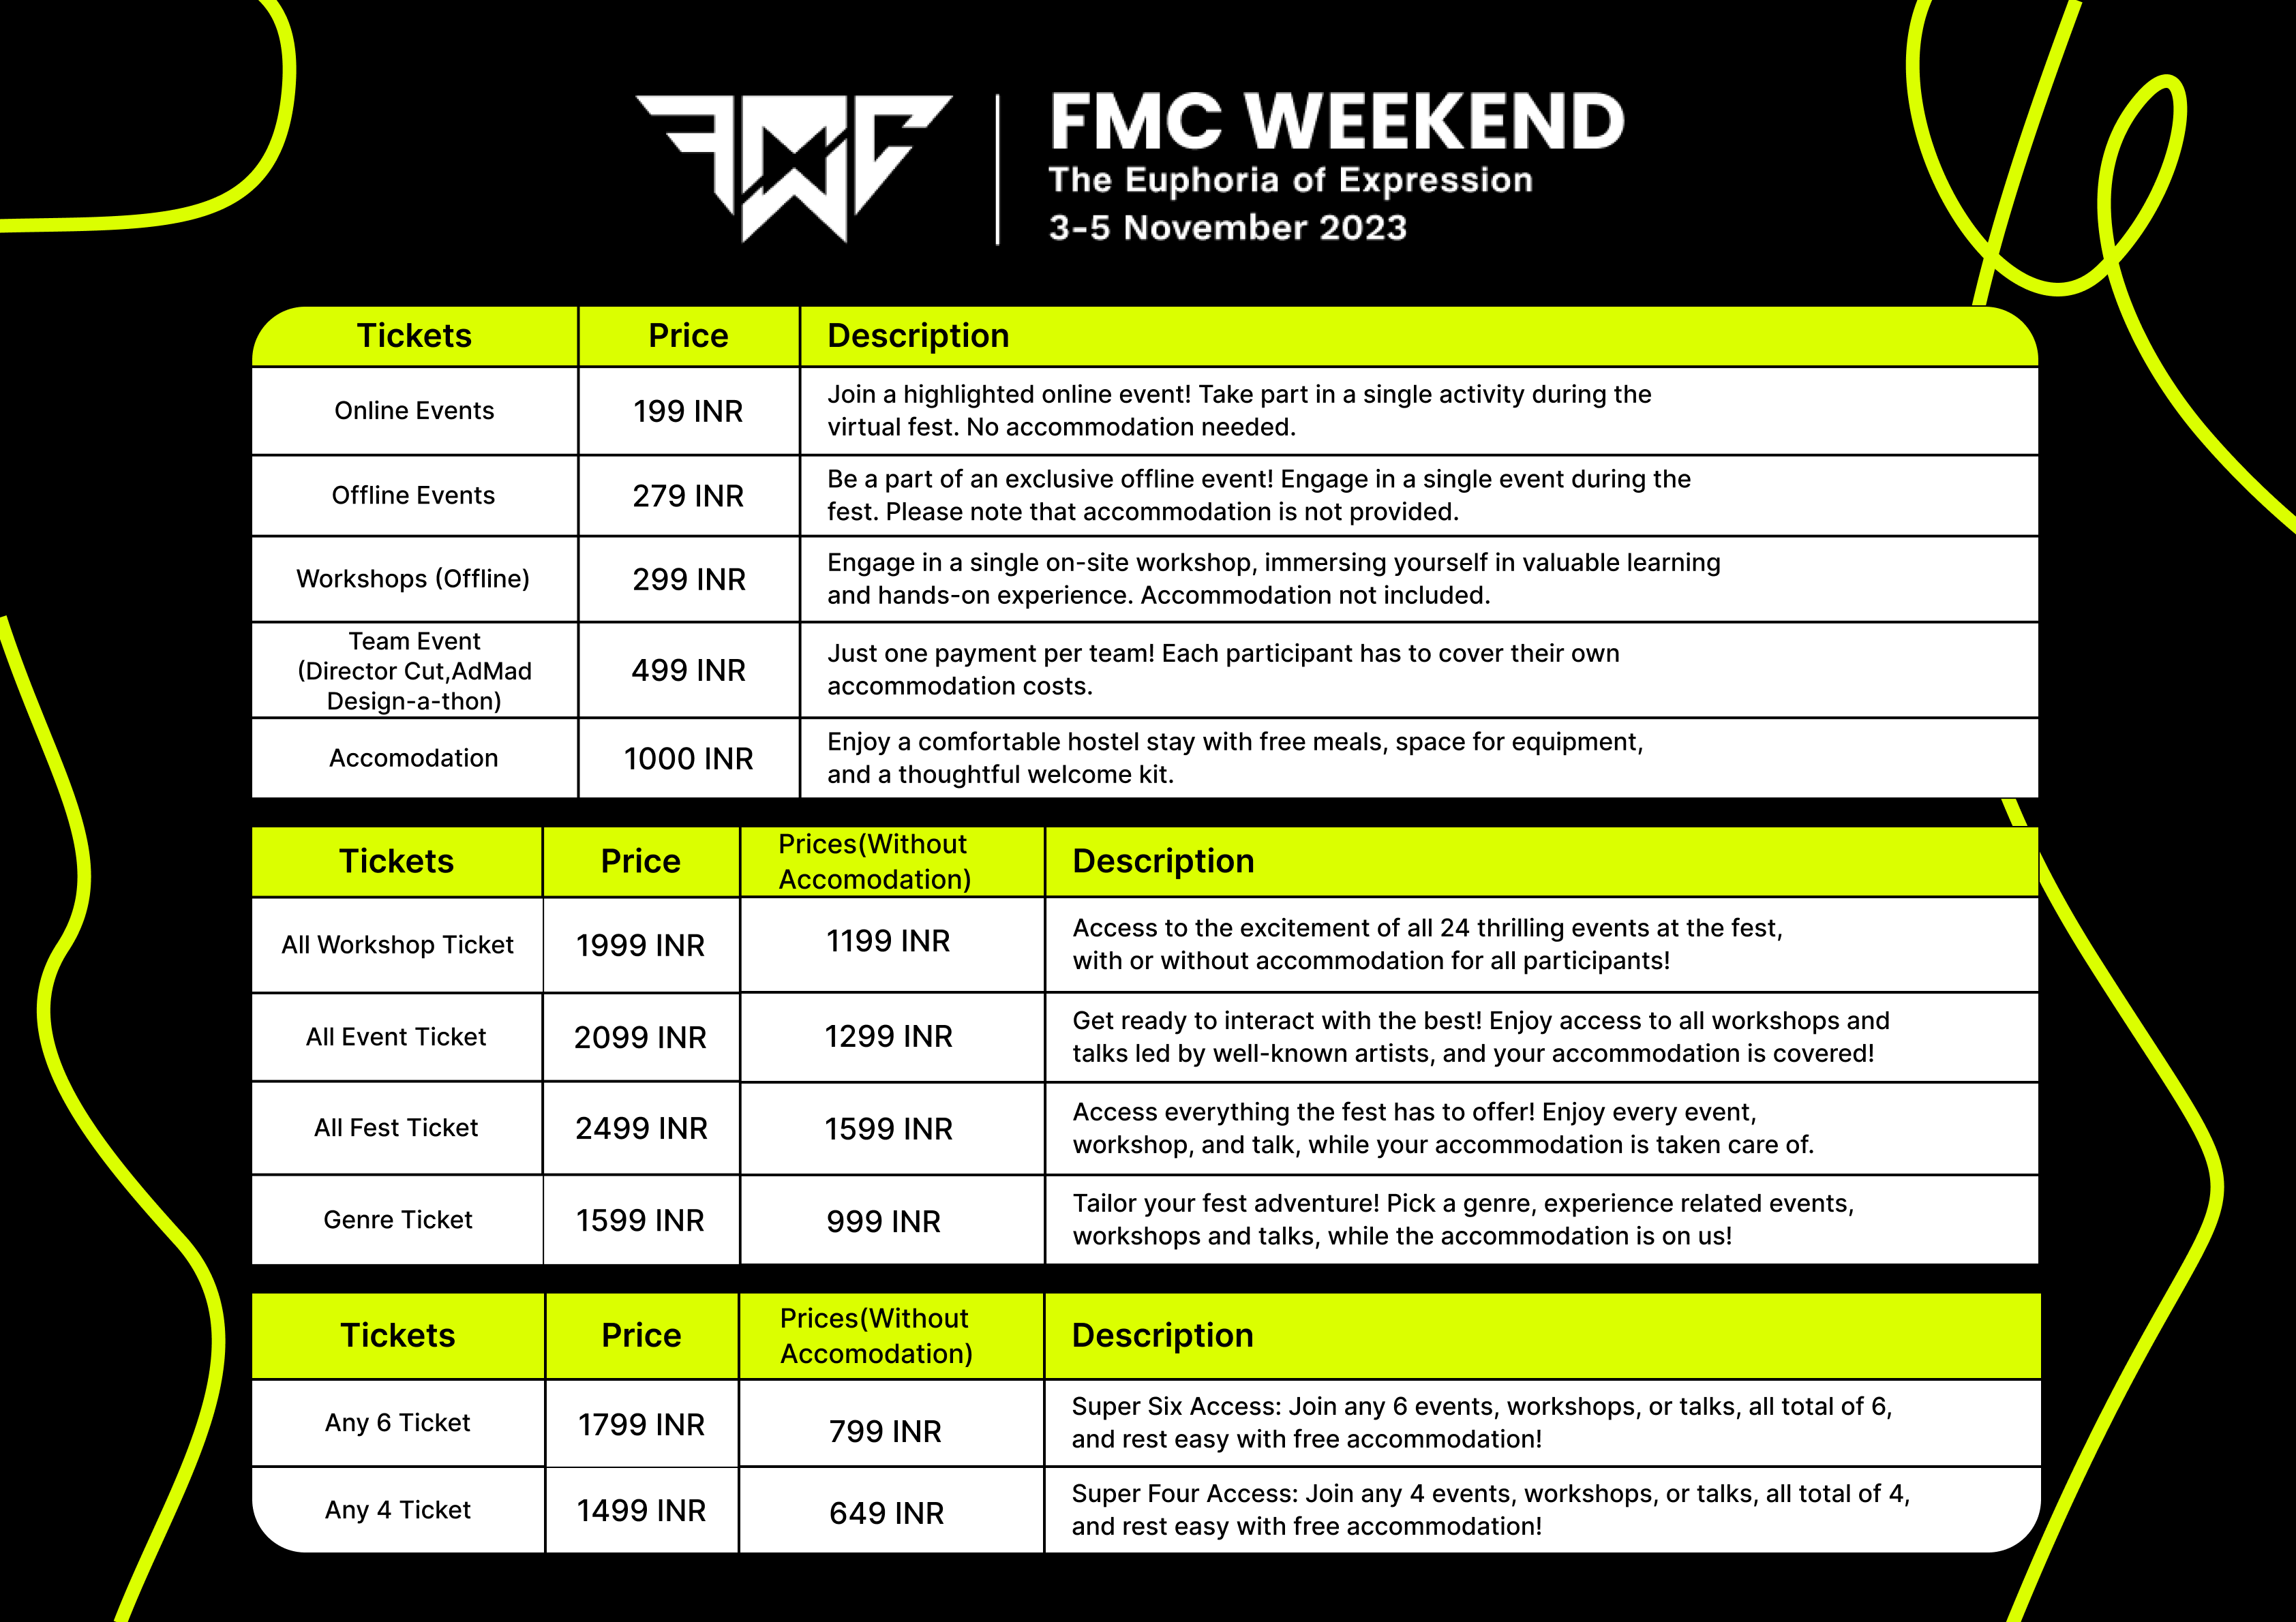 FMC
FMC WEEKEND
The Euphoria of Expression
3-5 November 2023
Tickets Price Description
Online Events 199 INR Join a highlighted online event! Take part in a single activity during the
virtual fest. No accommodation needed.
Offline Events 279 INR Be a part of an exclusive offline event! Engage in a single event during the
fest. Please note that accommodation is not provided.
Workshops (Offline) 299 INR Engage in a single on-site workshop, immersing yourself in valuable learning
and hands-on experience. Accommodation not included.
Team Event
(Director Cut,AdMad
Design-a-thon)
499 INR
Just one payment per team! Each participant has to cover their own
accommodation costs.
Accomodation 1000 INR Enjoy a comfortable hostel stay with free meals, space for equipment,
and a thoughtful welcome kit.
Tickets Price Prices(Without
Accomodation)
Description
All Workshop Ticket 1999 INR 1199 INR Access to the excitement of all 24 thrilling events at the fest,
with or without accommodation for all participants!
All Event Ticket 2099 INR 1299 INR Get ready to interact with the best! Enjoy access to all workshops and
talks led by well-known artists, and your accommodation is covered!
All Fest Ticket 2499 INR 1599 INR Access everything the fest has to offer! Enjoy every event,
workshop, and talk, while your accommodation is taken care of.
Genre Ticket 1599 INR 999 INR Tailor your fest adventure! Pick a genre, experience related events,
workshops and talks, while the accommodation is on us!
Tickets Price Prices(Without
Accomodation)
Description
Any 6 Ticket 1799 INR 799 INR Super Six Access: Join any 6 events, workshops, or talks, all total of 6,
and rest easy with free accommodation!
Any 4 Ticket 1499 INR 649 INR Super Four Access: Join any 4 events, workshops, or talks, all total of 4,
and rest easy with free accommodation!